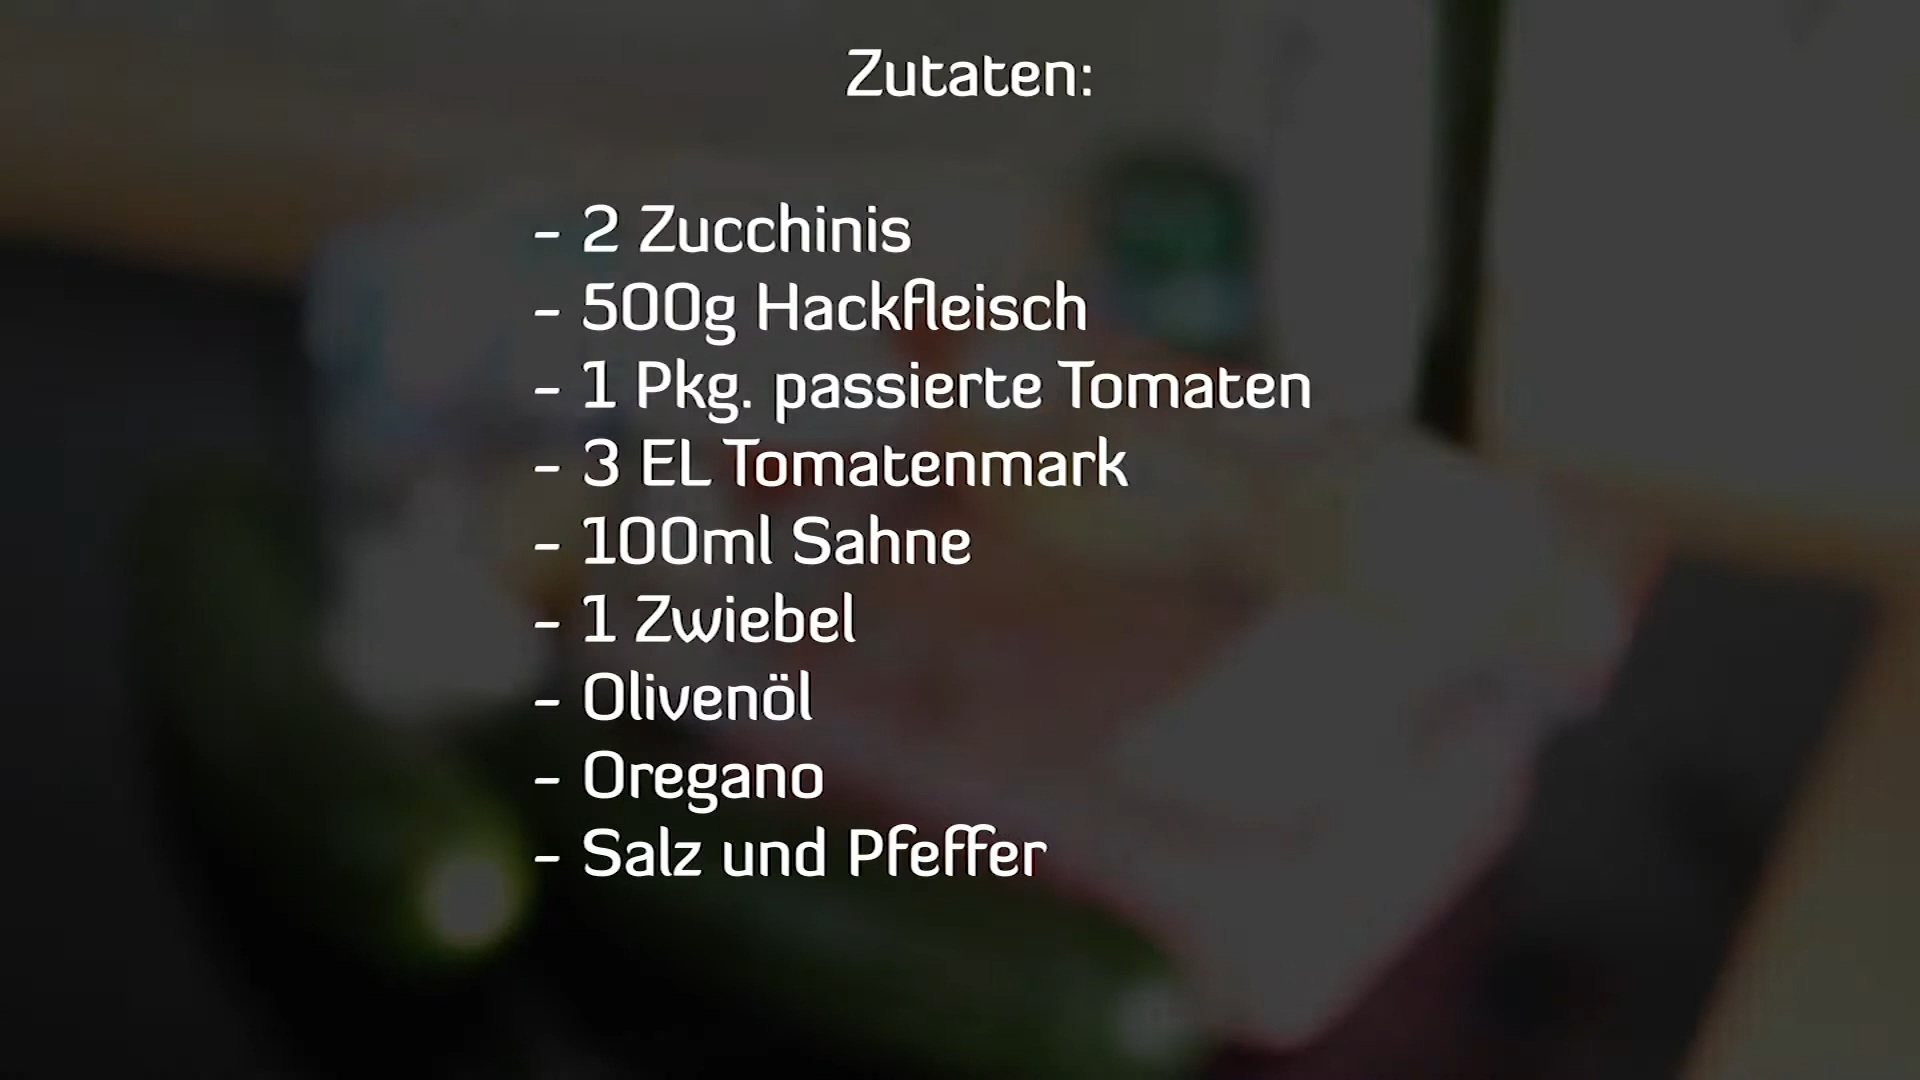 Zutaten:
- 2 Zucchinis
- 500g Hackfleisch
- 1 Pkg. passierte Tomaten
- 3 EL Tomatenmark
- 100ml Sahne
- 1 Zwiebel
- Olivenöl
- Oregano
- Salz und Pfeffer